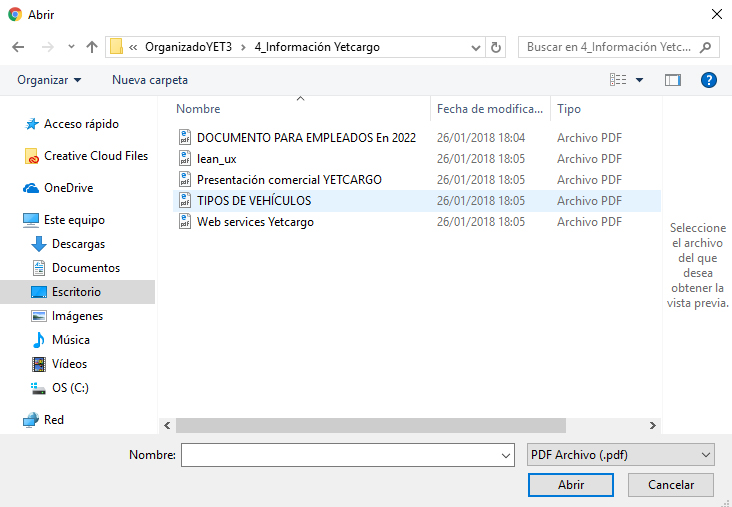 Abrir
« OrganizadoYET3 > 4_Información Yetcargo
Buscar en 4_Información Yetc...
Organizar
Nueva carpeta
?
Nombre
Fecha de modifica...
Tipo
DOCUMENTO PARA EMPLEADOS En 2022 26/01/2018 18:04 Archivo PDF
lean_ux 26/01/2018 18:05 Archivo PDF
Presentación comercial YETCARGO 26/01/2018 18:05 Archivo PDF
TIPOS DE VEHÍCULOS 26/01/2018 18:05 Archivo PDF
Web services Yetcargo 26/01/2018 18:05 Archivo PDF
Acceso rápido
Creative Cloud Files
OneDrive
Este equipo
Descargas
Documentos
Escritorio
Imágenes
Música
Vídeos
OS (C:)
Red
Seleccione
el archivo
del que
desea
obtener la
vista previa.
Nombre:
PDF Archivo (.pdf)
Abrir
Cancelar